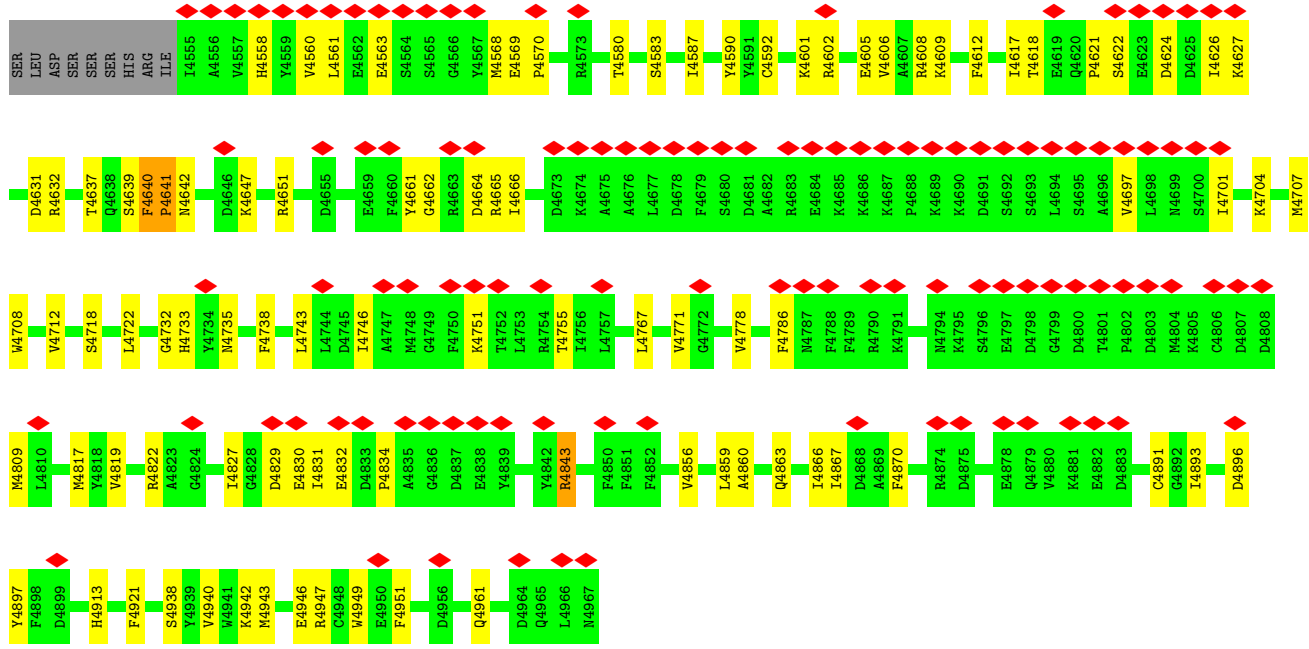 SER LEU ASP SER SER SER HIS ARG ILE I4555 A4556 V4557 H4558 Y4559 V4560 L4561 E4562 E4563 S4564 S4565 G4566 Y4567 M4568 E4569 P4570 R4573 T4580 S4583 I4587 Y4590 Y4591 C4592 K4601 R4602 E4605 V4606 A4607 R4608 K4609 F4612 I4617 T4618 E4619 Q4620 P4621 S4622 E4623 D4624 D4625 I4626 K4627
D4631 R4632 T4637 Q4638 S4639 F4640 P4641 N4642 D4646 K4647 R4651 D4655 E4659 F4660 Y4661 G4662 R4663 D4664 R4665 I4666 D4673 K4674 A4675 A4676 L4677 D4678 F4679 S4680 D4681 A4682 R4683 E4684 K4685 K4686 K4687 P4688 K4689 K4690 D4691 S4692 S4693 L4694 S4695 A4696 V4697 L4698 N4699 S4700 I4701 K4704 M4707
W4708 V4712 S4718 L4722 G4732 H4733 Y4734 N4735 F4738 L4743 L4744 D4745 I4746 A4747 M4748 G4749 F4750 K4751 T4752 L4753 R4754 T4755 I4756 L4757 L4767 V4771 G4772 V4778 F4786 N4787 F4788 F4789 R4790 K4791 N4794 K4795 S4796 E4797 D4798 G4799 D4800 T4801 P4802 D4803 M4804 K4805 C4806 D4807 D4808
M4809 L4810 M4817 Y4818 V4819 R4822 A4823 G4824 I4827 G4828 D4829 E4830 I4831 E4832 D4833 P4834 A4835 G4836 D4837 E4838 Y4839 Y4842 R4843 F4850 F4851 F4852 V4856 L4859 A4860 Q4863 I4866 I4867 D4868 A4869 F4870 R4874 D4875 E4878 Q4879 V4880 K4881 E4882 D4883 C4891 G4892 I4893 D4896
Y4897 F4898 D4899 H4913 F4921 S4938 Y4939 V4940 W4941 K4942 M4943 E4946 R4947 C4948 W4949 E4950 F4951 D4956 Q4961 D4964 Q4965 L4966 N4967